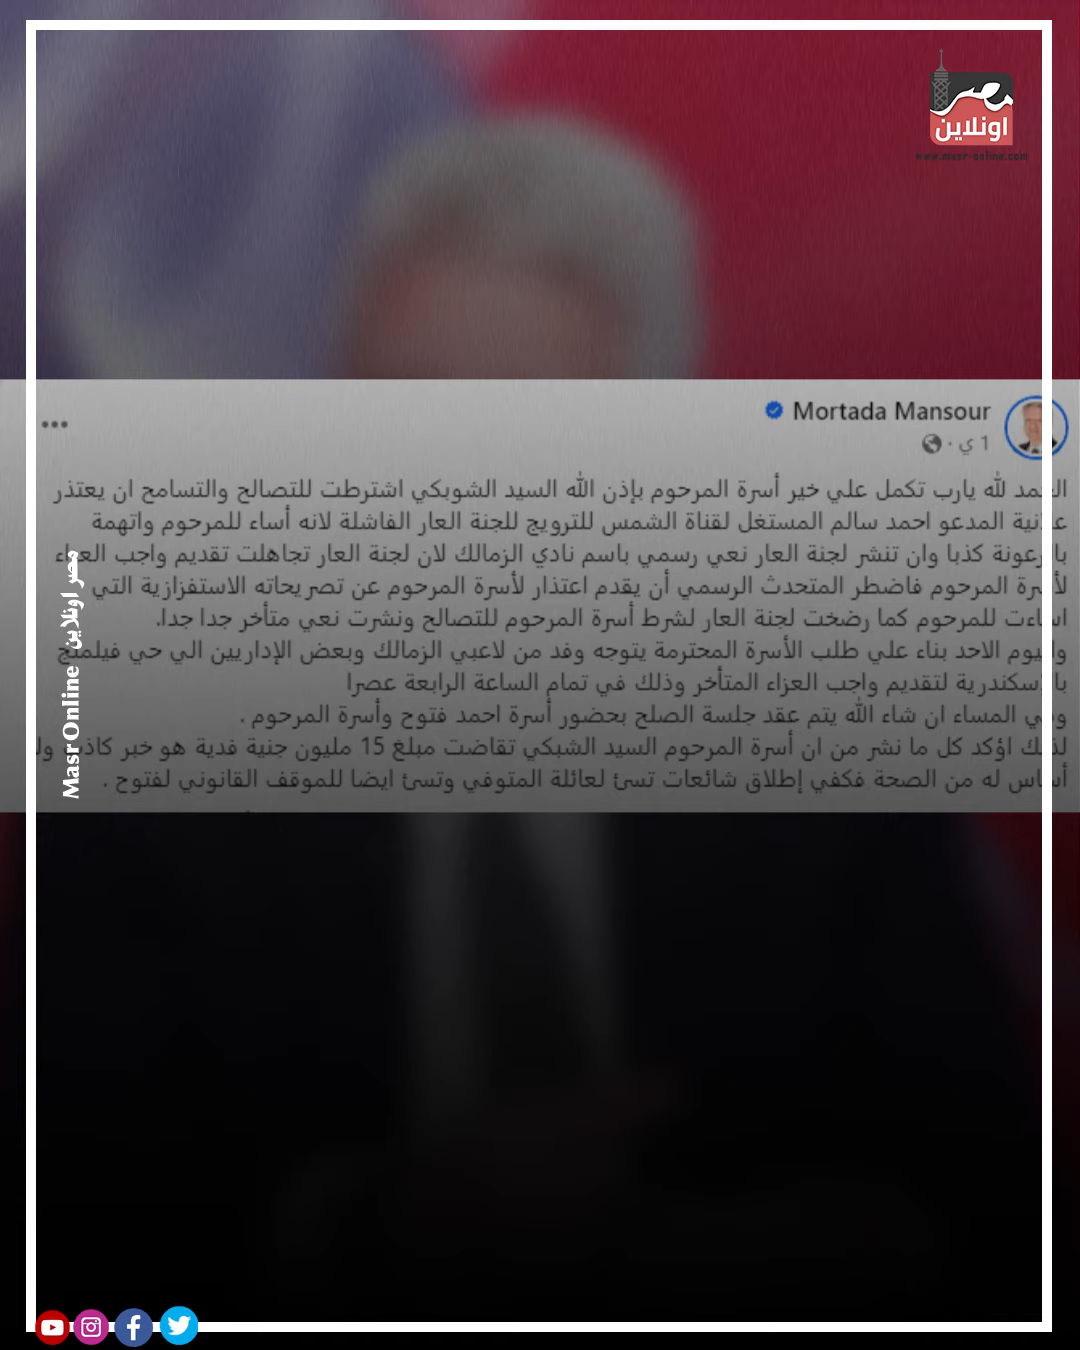 مصر
اونلاين
www.masr-online.com
Mortada Mansour
1 ي
الحمد لله يارب تكمل علي خير أسرة المرحوم بإذن الله السيد الشوبكي اشترطت للتصالح والتسامح ان يعتذر
علانية المدعو احمد سالم المستغل لقناة الشمس للترويج للجنة العار الفاشلة لانه أساء للمرحوم واتهمة
بالرعونة كذبا وان تنشر لجنة العار نعي رسمي باسم نادي الزمالك لان لجنة العار تجاهلت تقديم واجب العزاء
لأسرة المرحوم فاضطر المتحدث الرسمي أن يقدم اعتذار لأسرة المرحوم عن تصريحاته الاستفزازية التي
اساءت للمرحوم كما رضخت لجنة العار لشرط أسرة المرحوم للتصالح ونشرت نعي متأخر جدا جدا.
واليوم الاحد بناء علي طلب الأسرة المحترمة يتوجه وفد من لاعبي الزمالك وبعض الإداريين الي حي فيلمنج
بالاسكندرية لتقديم واجب العزاء المتأخر وذلك في تمام الساعة الرابعة عصرا
وفي المساء ان شاء الله يتم عقد جلسة الصلح بحضور أسرة احمد فتوح وأسرة المرحوم .
لذلك اؤكد كل ما نشر من ان أسرة المرحوم السيد الشبكي تقاضت مبلغ 15 مليون جنية فدية هو خبر كاذب ولا
أساس له من الصحة فكفي إطلاق شائعات تسئ لعائلة المتوفي وتسئ ايضا للموقف القانوني لفتوح .
Masr Online مصر اونلاين